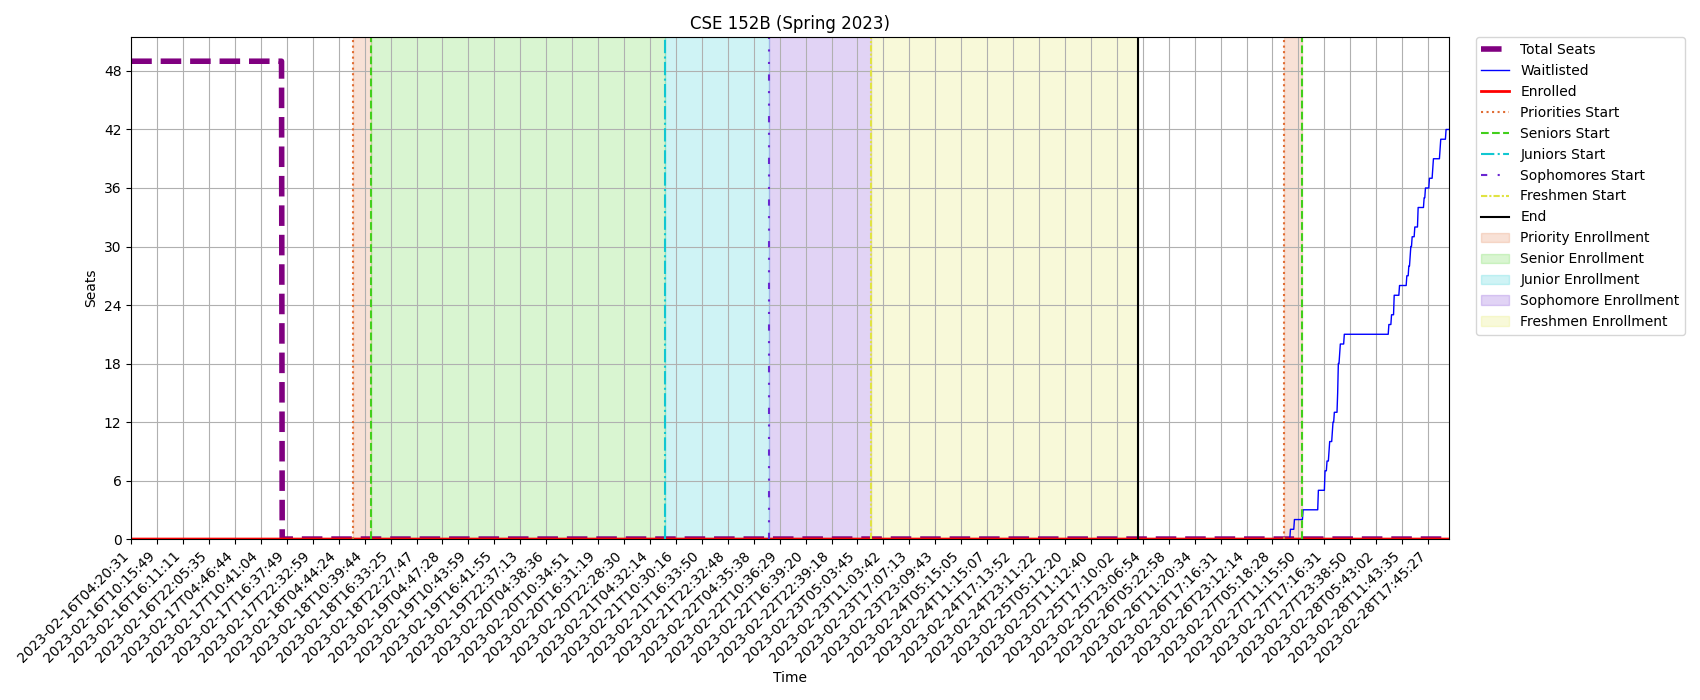 CSE 152B (Spring 2023)
Seats
48
42
36
30
24
18
12
6
0
2023-02-16T04:20:31
2023-02-16T10:15:49
2023-02-16T16:11:11
2023-02-16T22:05:35
2023-02-17T04:46:44
2023-02-17T10:41:04
2023-02-17T16:37:49
2023-02-17T22:32:59
2023-02-18T04:44:24
2023-02-18T10:39:44
2023-02-18T16:33:25
2023-02-18T22:27:47
2023-02-19T04:47:28
2023-02-19T10:43:59
2023-02-19T16:41:55
2023-02-19T22:37:13
2023-02-20T04:38:36
2023-02-20T10:34:51
2023-02-20T16:31:19
2023-02-20T22:28:30
2023-02-21T04:32:14
2023-02-21T10:30:16
2023-02-21T16:33:50
2023-02-21T22:32:48
2023-02-22T04:35:38
2023-02-22T10:36:29
2023-02-22T16:39:20
2023-02-22T22:39:18
2023-02-23T05:03:45
2023-02-23T11:03:42
2023-02-23T17:07:13
2023-02-23T23:09:43
2023-02-24T05:15:05
2023-02-24T11:15:07
2023-02-24T17:13:52
2023-02-24T23:11:22
2023-02-25T05:12:20
2023-02-25T11:12:40
2023-02-25T17:10:02
2023-02-25T23:06:54
2023-02-26T05:22:58
2023-02-26T11:20:34
2023-02-26T17:16:31
2023-02-26T23:12:14
2023-02-27T05:18:28
2023-02-27T11:15:50
2023-02-27T17:16:31
2023-02-27T23:38:50
2023-02-28T05:43:02
2023-02-28T11:43:35
2023-02-28T17:45:27
Time
Total Seats
Waitlisted
Enrolled
Priorities Start
Seniors Start
Juniors Start
Sophomores Start
Freshmen Start
End
Priority Enrollment
Senior Enrollment
Junior Enrollment
Sophomore Enrollment
Freshmen Enrollment